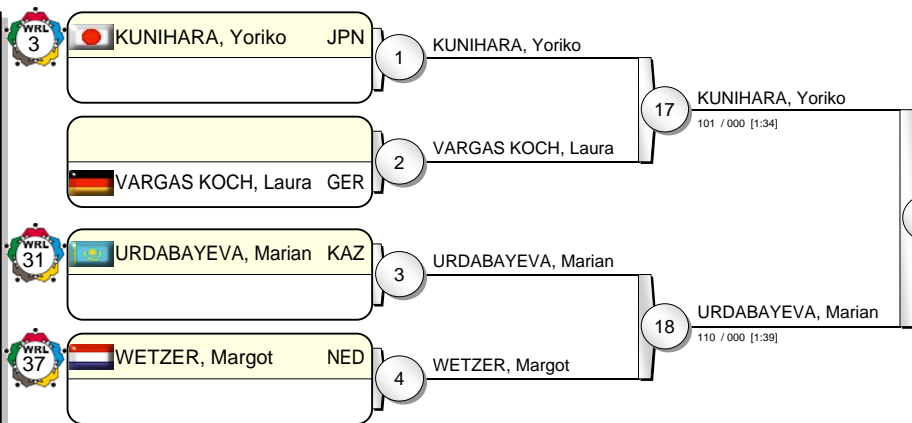 WRL
3
KUNIHARA, Yoriko JPN
1
KUNIHARA, Yoriko
17
KUNIHARA, Yoriko
101 / 000 [1:34]
VARGAS KOCH, Laura GER
2
VARGAS KOCH, Laura
WRL
31
URDABAYEVA, Marian KAZ
3
URDABAYEVA, Marian
18
URDABAYEVA, Marian
110 / 000 [1:39]
WRL
37
WETZER, Margot NED
4
WETZER, Margot